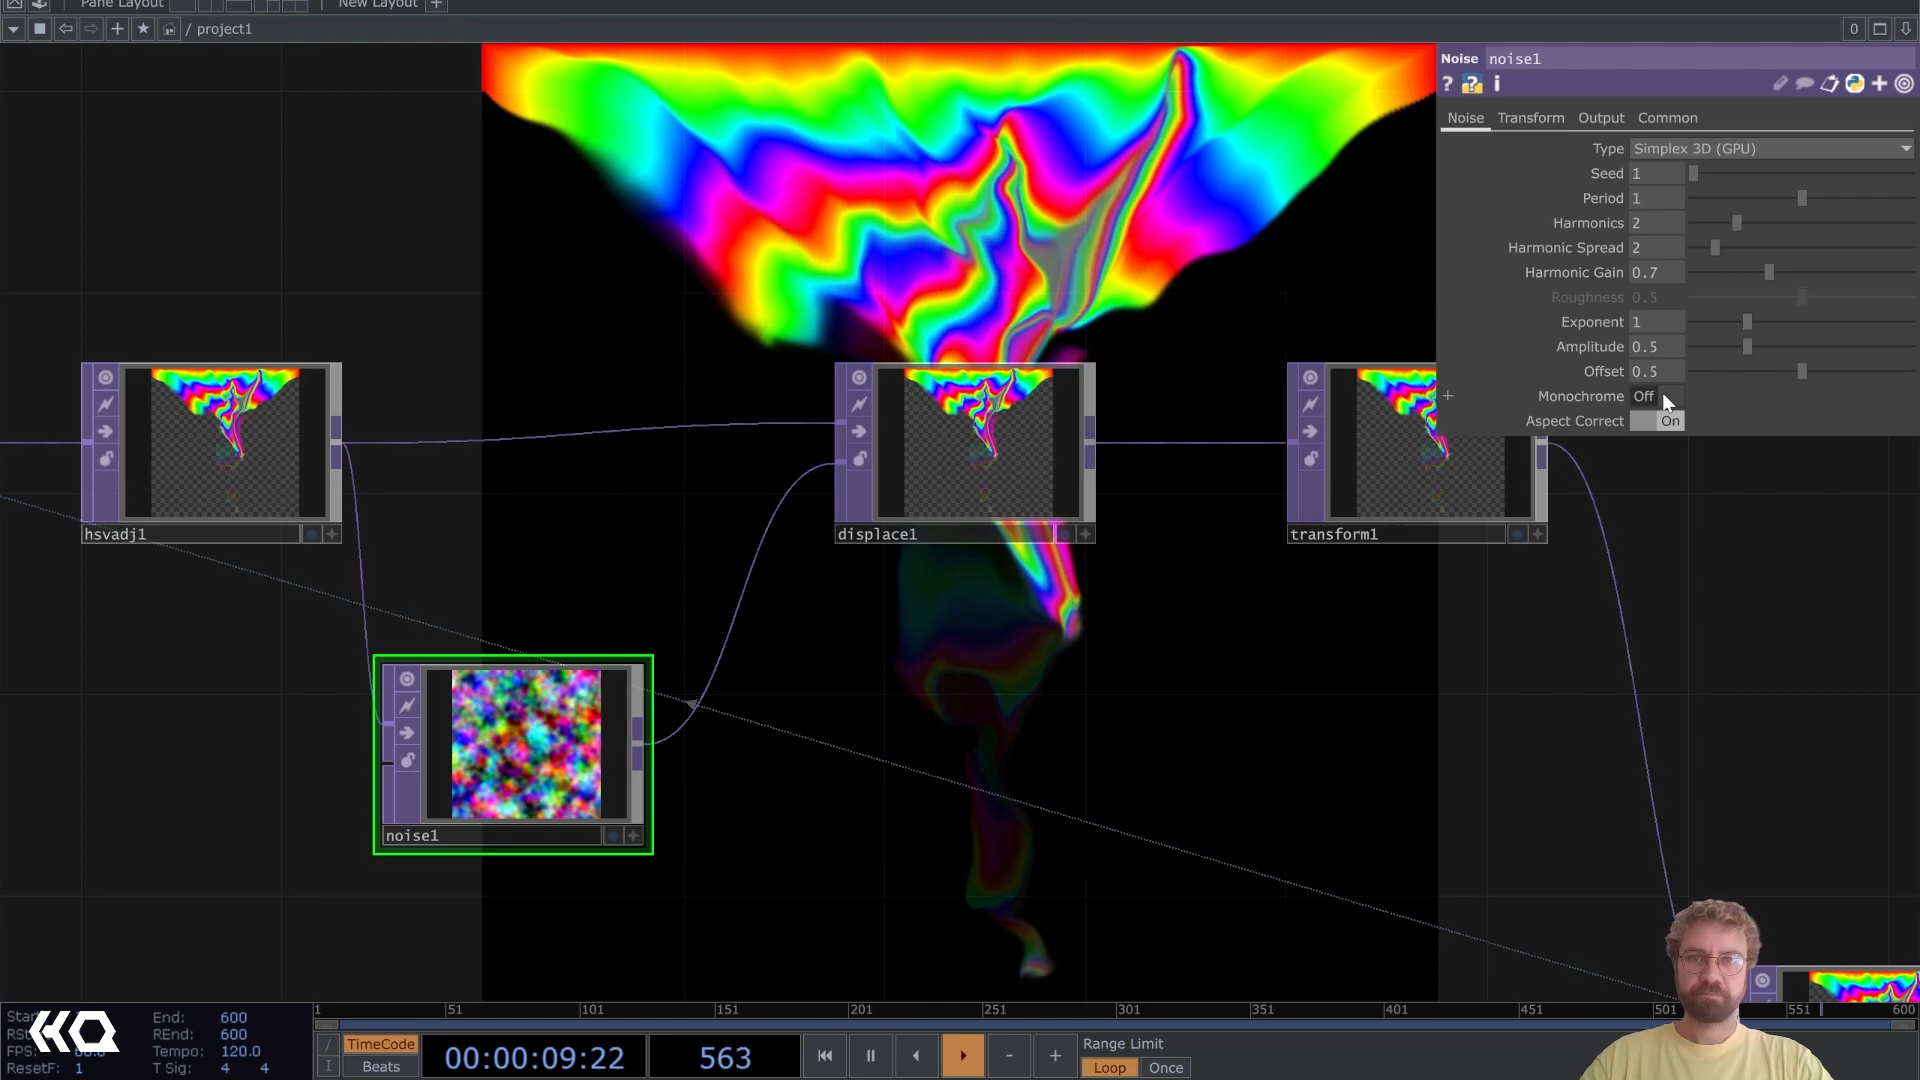 Pane Layout New Layout +
/ project1 0
Noise noise1
? ? i
Noise Transform Output Common
Type Simplex 3D (GPU)
Seed 1
Period 1
Harmonics 2
Harmonic Spread 2
Harmonic Gain 0.7
Roughness 0.5
Exponent 1
Amplitude 0.5
Offset 0.5
Monochrome Off
Aspect Correct On
hsvadj1
displace1
transform1
noise1
1 51 101 151 201 251 301 351 401 451 501 551 600
End: 600
REnd: 600
FPS: Tempo: 120.0
ResetF: 1 T Sig: 4 4
HQ
TimeCode
Beats
00:00:09:22
563
- +
Range Limit
Loop Once